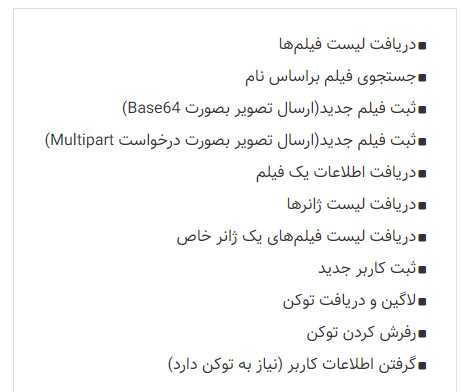 ▪دریافت لیست فیلم‌ها
▪جستجوی فیلم براساس نام
▪ثبت فیلم جدید(ارسال تصویر بصورت Base64)
▪ثبت فیلم جدید(ارسال تصویر بصورت درخواست Multipart)
▪دریافت اطلاعات یک فیلم
▪دریافت لیست ژانرها
▪دریافت لیست فیلم‌های یک ژانر خاص
▪ثبت کاربر جدید
▪لاگین و دریافت توکن
▪رفرش کردن توکن
▪گرفتن اطلاعات کاربر (نیاز به توکن دارد)